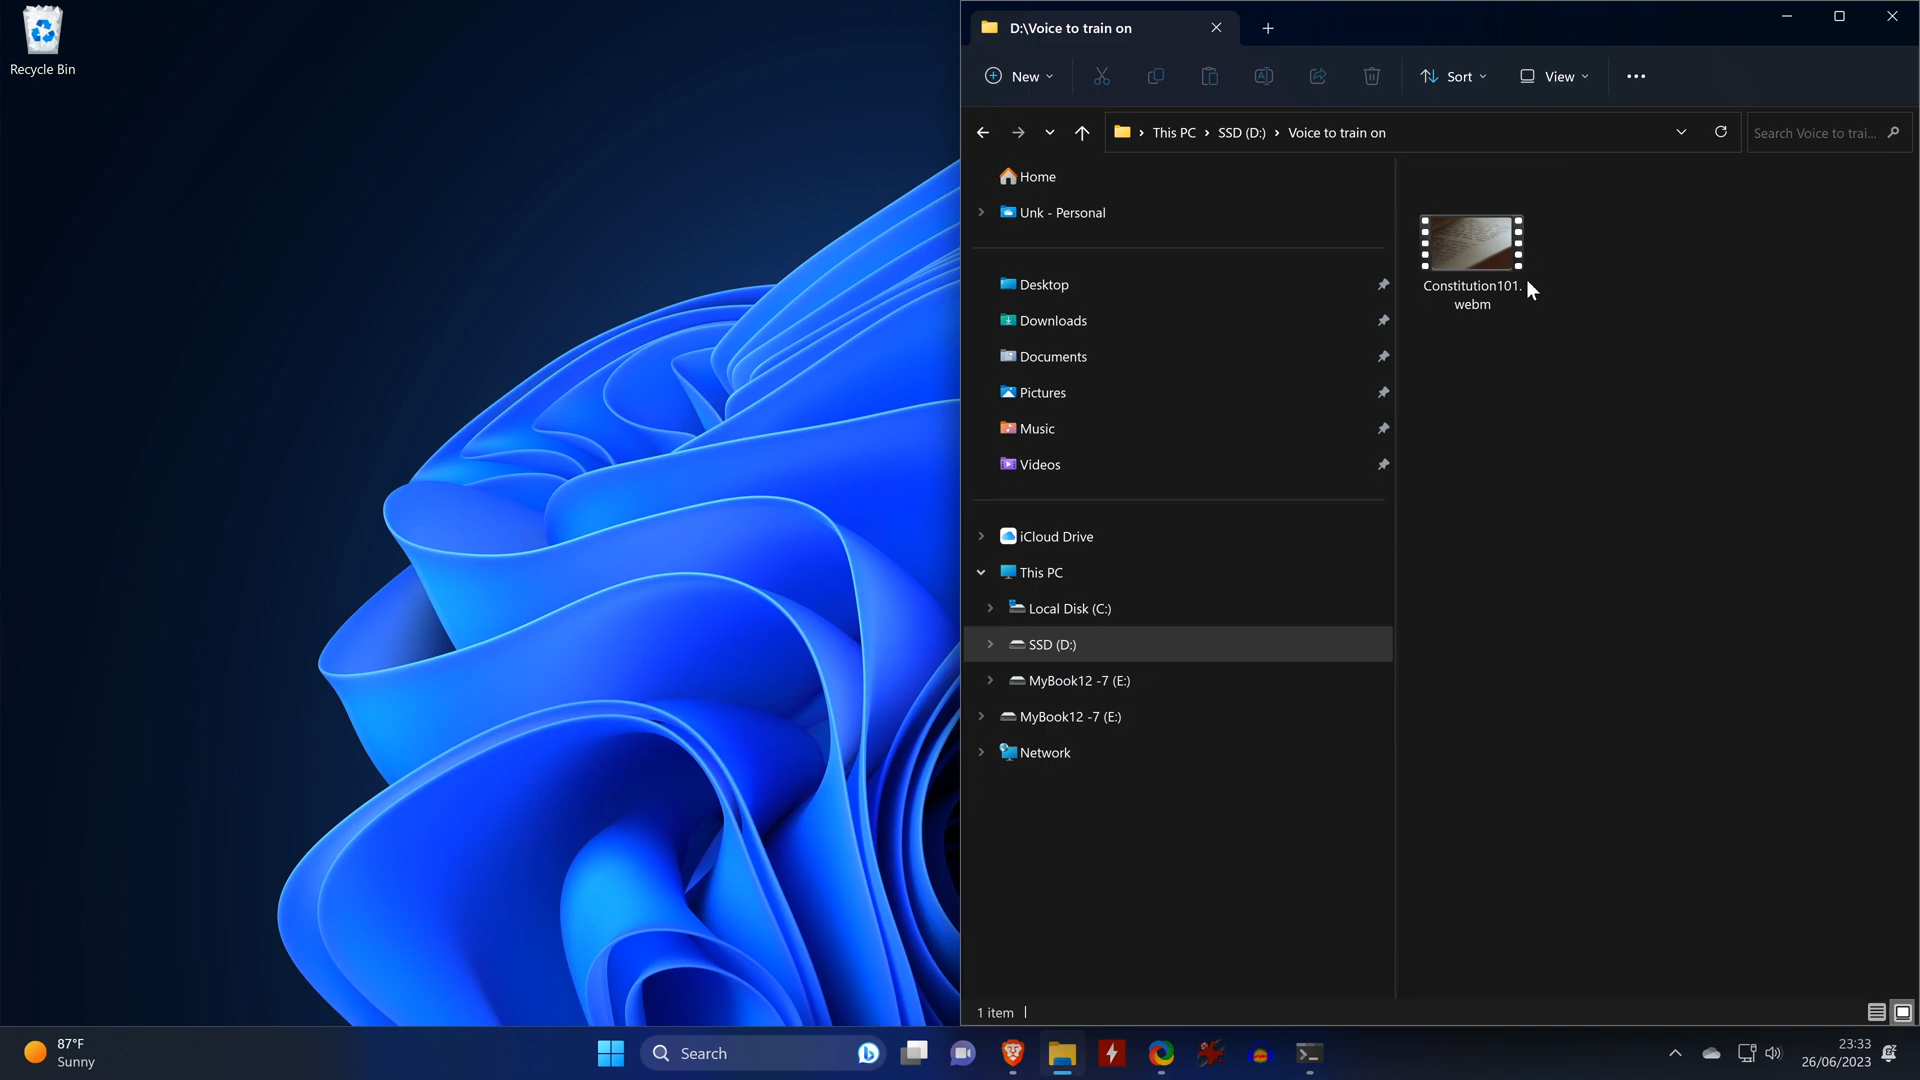 Recycle Bin
D:\Voice to train on
New
Sort
View
This PC
SSD (D:)
Voice to train on
Search Voice to trai...
Home
Unk - Personal
Desktop
Downloads
Documents
Pictures
Music
Videos
iCloud Drive
This PC
Local Disk (C:)
SSD (D:)
MyBook12 -7 (E:)
MyBook12 -7 (E:)
Network
Constitution101.
webm
1 item
87°F
Sunny
Search
23:33
26/06/2023